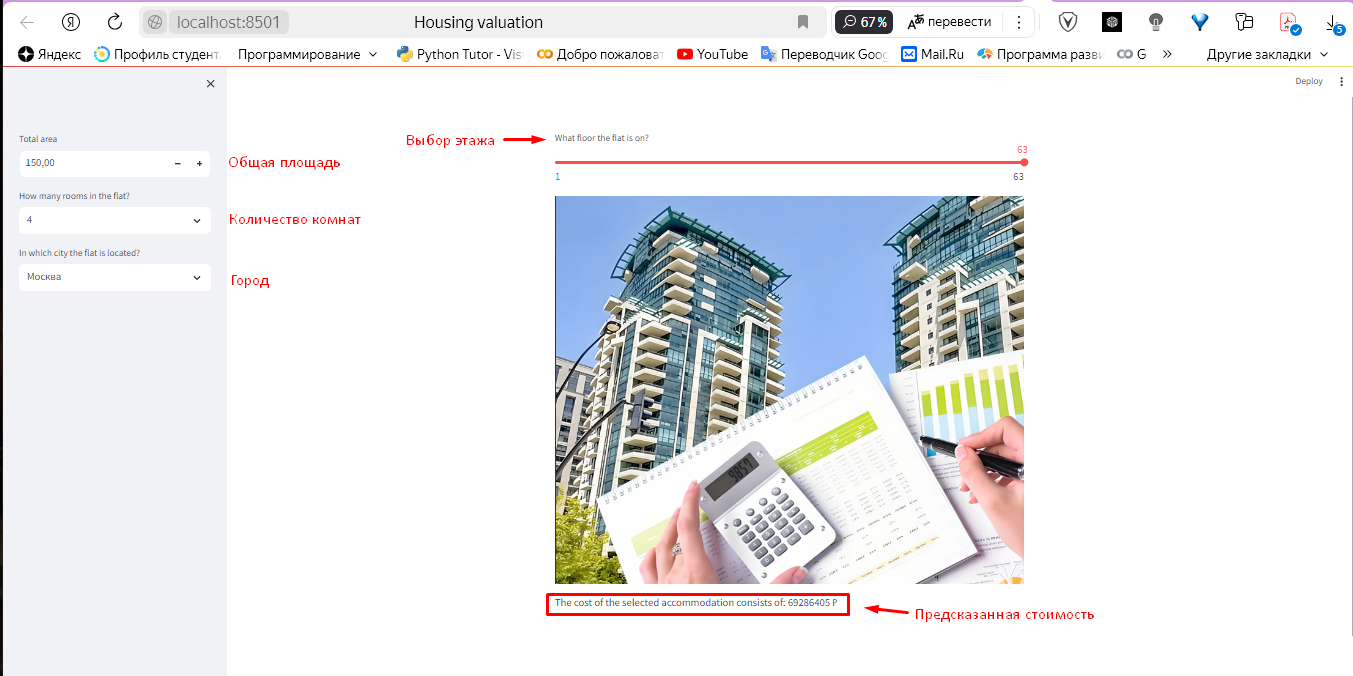 localhost:8501
Housing valuation
67%
перевести
Яндекс
Профиль студент
Программирование
Python Tutor - Vis
Добро пожаловат
YouTube
Переводчик Goog
Mail.Ru
Программа разви
G
»
Другие закладки
5
Deploy
Total area
150,00
Общая площадь
How many rooms in the flat?
4
Количество комнат
In which city the flat is located?
Москва
Город
Выбор этажа
What floor the flat is on?
63
1
63
The cost of the selected accommodation consists of: 69286405 Р
Предсказанная стоимость